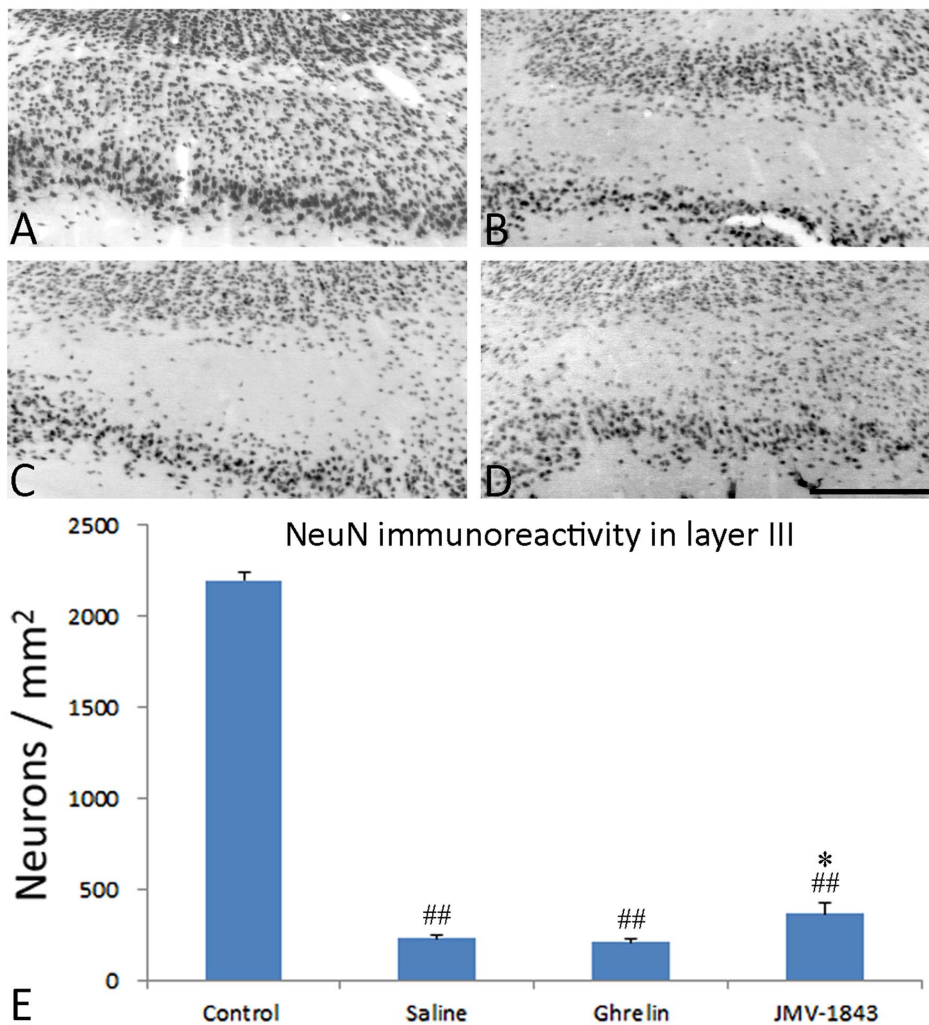 A
B
C
D
NeuN immunoreactivity in layer III
Neurons / mm²
2500
2000
1500
1000
500
0
##
##
*
##
Control Saline Ghrelin JMV-1843
E